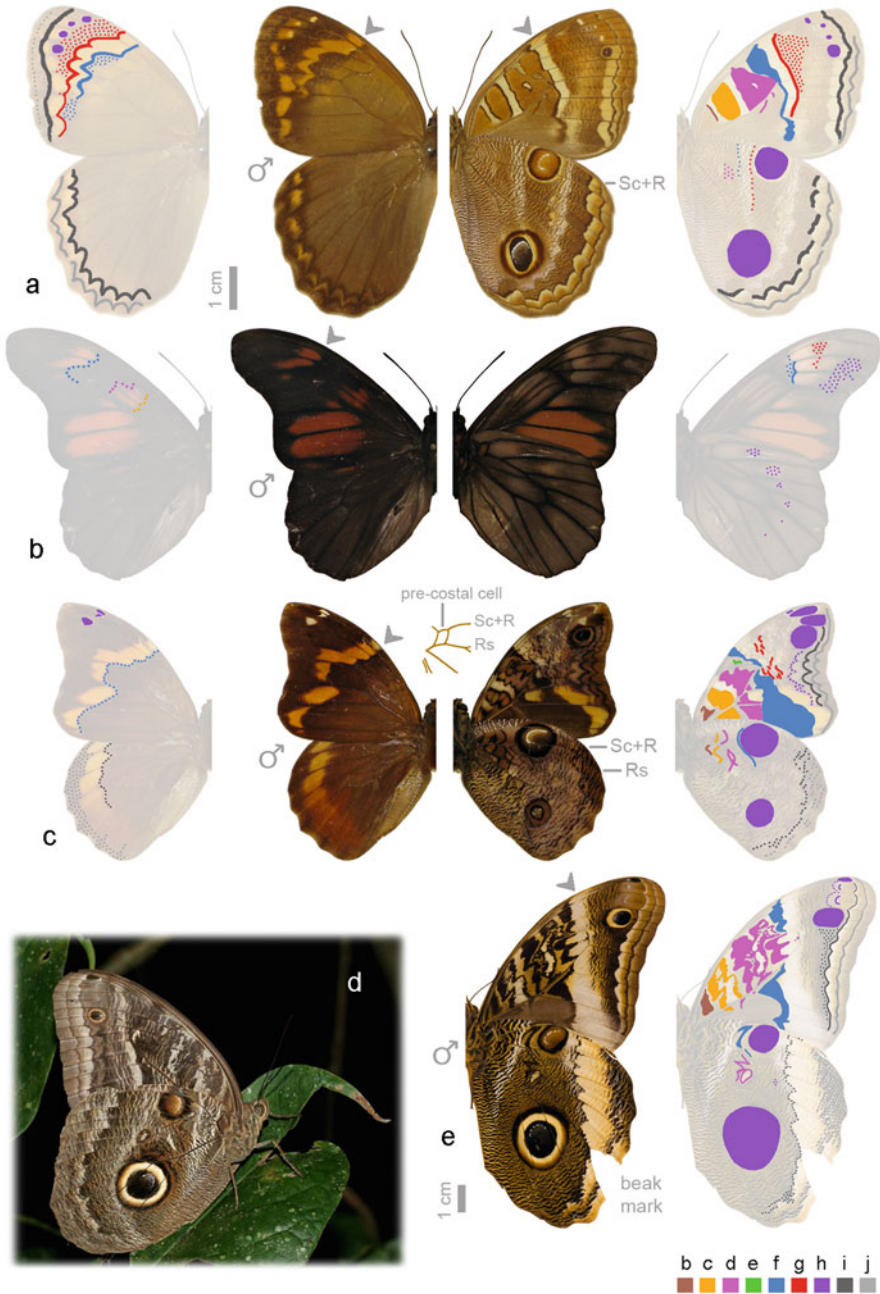 Sc+R
♂
a
1 cm
♂
b
pre-costal cell
Sc+R
Rs
♂
Sc+R
Rs
c
d
♂
e
1 cm
beak
mark
b c d e f g h i j